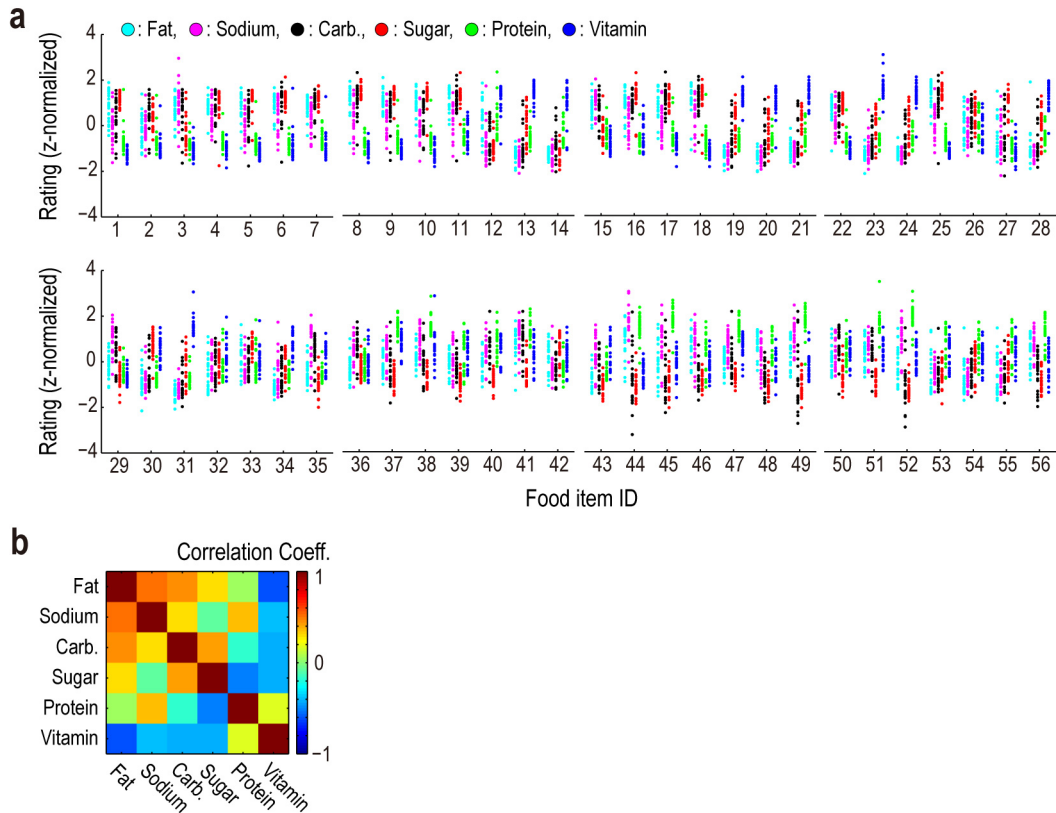 a
: Fat, : Sodium, : Carb., : Sugar, : Protein, : Vitamin
Rating (z-normalized)
4
2
0
−2
−4
1 2 3 4 5 6 7 8 9 10 11 12 13 14 15 16 17 18 19 20 21 22 23 24 25 26 27 28
Rating (z-normalized)
4
2
0
−2
−4
29 30 31 32 33 34 35 36 37 38 39 40 41 42 43 44 45 46 47 48 49 50 51 52 53 54 55 56
Food item ID
b
Correlation Coeff.
Fat
Sodium
Carb.
Sugar
Protein
Vitamin
1
0
−1
Fat
Sodium
Carb.
Sugar
Protein
Vitamin